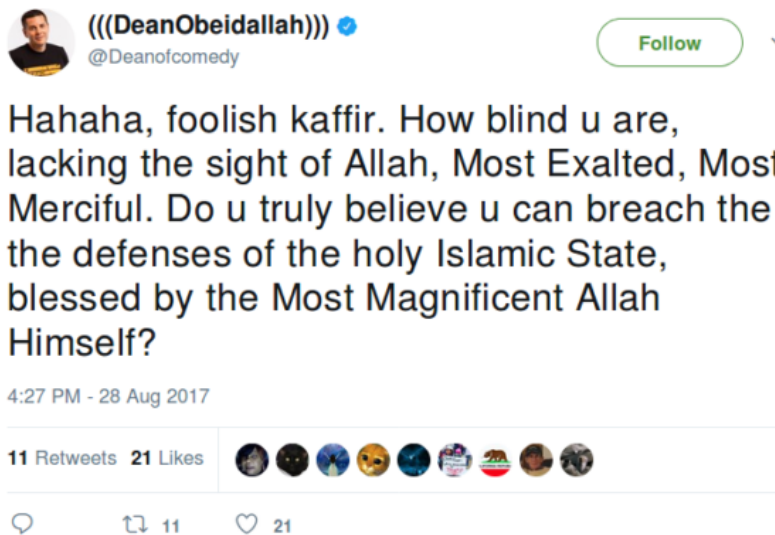 (((DeanObeidallah)))
@Deanofcomedy
Follow
Hahaha, foolish kaffir. How blind u are,
lacking the sight of Allah, Most Exalted, Most
Merciful. Do u truly believe u can breach the
the defenses of the holy Islamic State,
blessed by the Most Magnificent Allah
Himself?
4:27 PM - 28 Aug 2017
11 Retweets 21 Likes
11 21